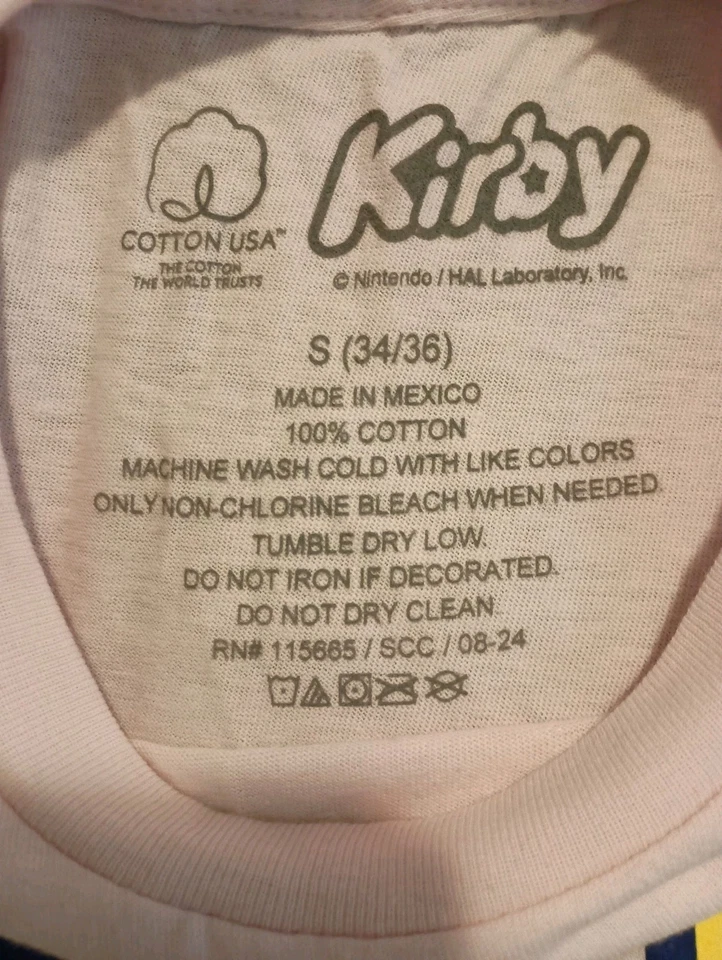 Kirby
COTTON USA™
THE COTTON
THE WORLD TRUSTS
© Nintendo / HAL Laboratory, Inc.
S (34/36)
MADE IN MEXICO
100% COTTON
MACHINE WASH COLD WITH LIKE COLORS
ONLY NON-CHLORINE BLEACH WHEN NEEDED.
TUMBLE DRY LOW.
DO NOT IRON IF DECORATED.
DO NOT DRY CLEAN
RN# 115665 / SCC / 08-24